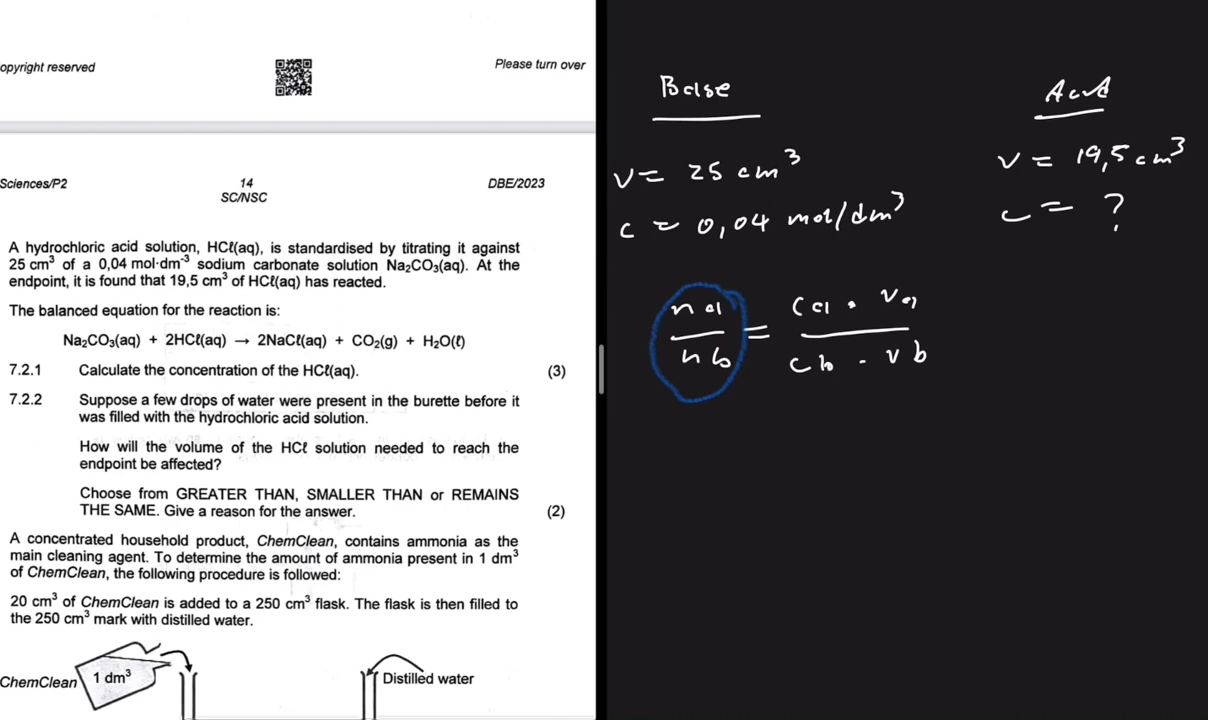 opyright reserved
Please turn over
Sciences/P2
14
SC/NSC
DBE/2023
A hydrochloric acid solution, HCℓ(aq), is standardised by titrating it against
25 cm³ of a 0,04 mol·dm⁻³ sodium carbonate solution Na₂CO₃(aq). At the
endpoint, it is found that 19,5 cm³ of HCℓ(aq) has reacted.
The balanced equation for the reaction is:
Na₂CO₃(aq) + 2HCℓ(aq) → 2NaCℓ(aq) + CO₂(g) + H₂O(ℓ)
7.2.1 Calculate the concentration of the HCℓ(aq). (3)
7.2.2 Suppose a few drops of water were present in the burette before it
was filled with the hydrochloric acid solution.
How will the volume of the HCℓ solution needed to reach the
endpoint be affected?
Choose from GREATER THAN, SMALLER THAN or REMAINS
THE SAME. Give a reason for the answer. (2)
A concentrated household product, ChemClean, contains ammonia as the
main cleaning agent. To determine the amount of ammonia present in 1 dm³
of ChemClean, the following procedure is followed:
20 cm³ of ChemClean is added to a 250 cm³ flask. The flask is then filled to
the 250 cm³ mark with distilled water.
ChemClean
1 dm³
Distilled water
Base
v = 25 cm³
c = 0,04 mol/dm³
Acid
v = 19,5 cm³
c = ?
na
nb
=
ca · va
cb · vb